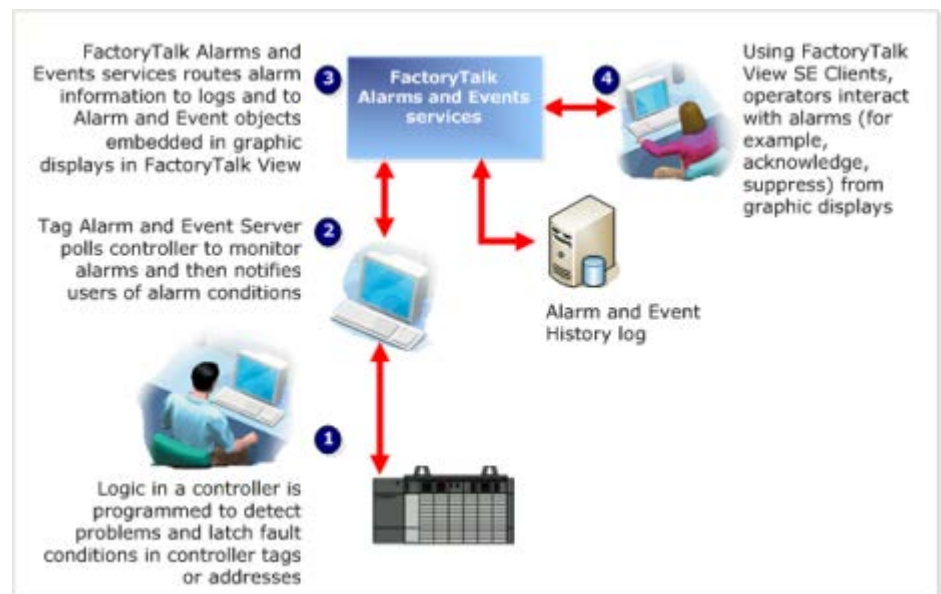 FactoryTalk Alarms and
Events services routes alarm
information to logs and to
Alarm and Event objects
embedded in graphic
displays in FactoryTalk View
3
FactoryTalk
Alarms and Events
services
4
Using FactoryTalk
View SE Clients,
operators interact
with alarms (for
example,
acknowledge,
suppress) from
graphic displays
Tag Alarm and Event Server
polls controller to monitor
alarms and then notifies
users of alarm conditions
2
Alarm and Event
History log
1
Logic in a controller is
programmed to detect
problems and latch fault
conditions in controller tags
or addresses